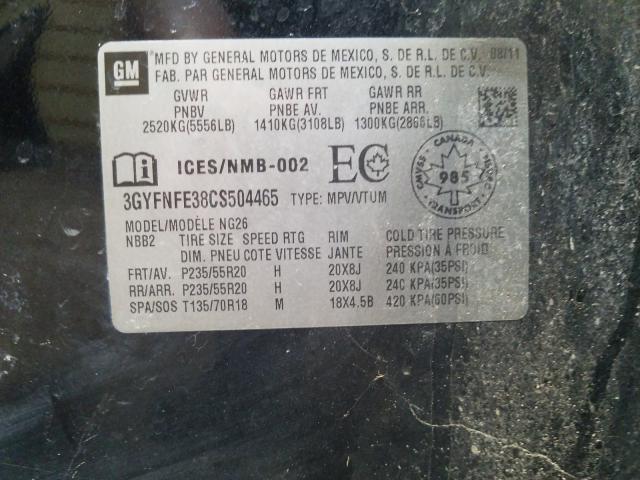 GM
MFD BY GENERAL MOTORS DE MEXICO, S. DE R.L. DE C.V. 08/11
FAB. PAR GENERAL MOTORS DE MEXICO, S. DE R.L. DE C.V.
GVWR GAWR FRT GAWR RR
PNBV PNBE AV. PNBE ARR.
2520KG(5556LB) 1410KG(3108LB) 1300KG(2866LB)
ICES/NMB-002 EC
CANADA
CMVSS 985 NSVAC
TRANSPORT
3GYFNFE38CS504465 TYPE: MPV/VTUM
MODEL/MODÈLE NG26
NBB2 TIRE SIZE SPEED RTG RIM COLD TIRE PRESSURE
DIM. PNEU COTE VITESSE JANTE PRESSION À FROID
FRT/AV. P235/55R20 H 20X8J 240 KPA(35PSI)
RR/ARR. P235/55R20 H 20X8J 240 KPA(35PSI)
SPA/SOS T135/70R18 M 18X4.5B 420 KPA(60PSI)